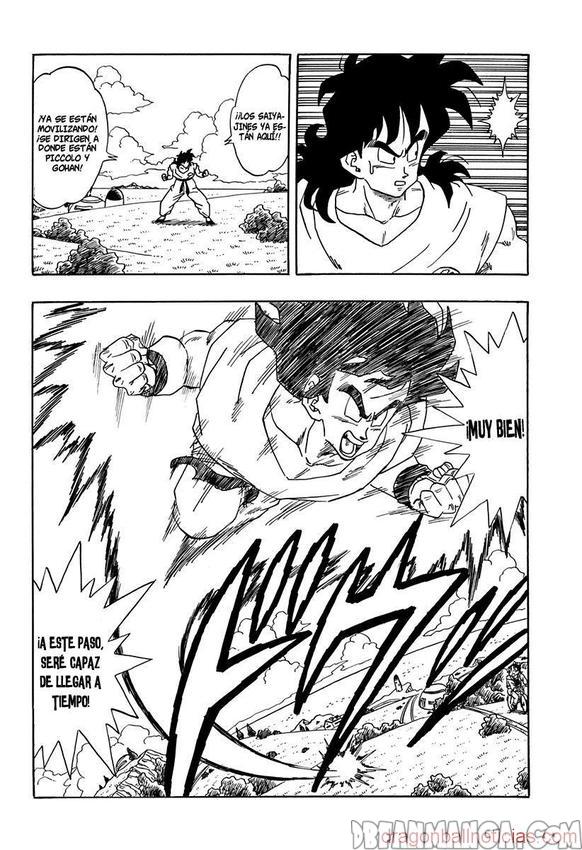 ¡¡LOS SAIYA-
JINES YA ES-
TÁN AQUÍ!!
¡YA SE ESTÁN
MOVILIZANDO!
¡SE DIRIGEN A
DONDE ESTÁN
PICCOLO Y
GOHAN!
¡MUY BIEN!
¡A ESTE PASO,
SERÉ CAPAZ
DE LLEGAR A
TIEMPO!
DBFANMANGA.COM
dragonballnoticias.com